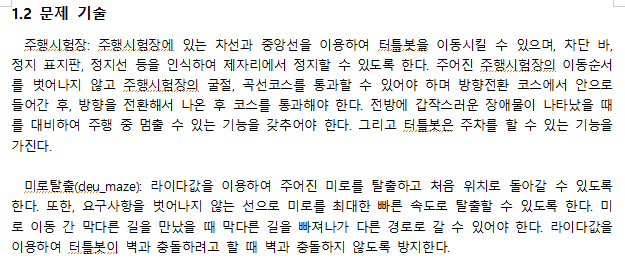 1.2 문제 기술
주행시험장: 주행시험장에 있는 차선과 중앙선을 이용하여 터틀봇을 이동시킬 수 있으며, 차단 바,
정지 표지판, 정지선 등을 인식하여 제자리에서 정지할 수 있도록 한다. 주어진 주행시험장의 이동순서
를 벗어나지 않고 주행시험장의 굴절, 곡선코스를 통과할 수 있어야 하며 방향전환 코스에서 안으로
들어간 후, 방향을 전환해서 나온 후 코스를 통과해야 한다. 전방에 갑작스러운 장애물이 나타났을 때
를 대비하여 주행 중 멈출 수 있는 기능을 갖추어야 한다. 그리고 터틀봇은 주차를 할 수 있는 기능을
가진다.
미로탈출(deu_maze): 라이다값을 이용하여 주어진 미로를 탈출하고 처음 위치로 돌아갈 수 있도록
한다. 또한, 요구사항을 벗어나지 않는 선으로 미로를 최대한 빠른 속도로 탈출할 수 있도록 한다. 미
로 이동 간 막다른 길을 만났을 때 막다른 길을 빠져나가 다른 경로로 갈 수 있어야 한다. 라이다값을
이용하여 터틀봇이 벽과 충돌하려고 할 때 벽과 충돌하지 않도록 방지한다.